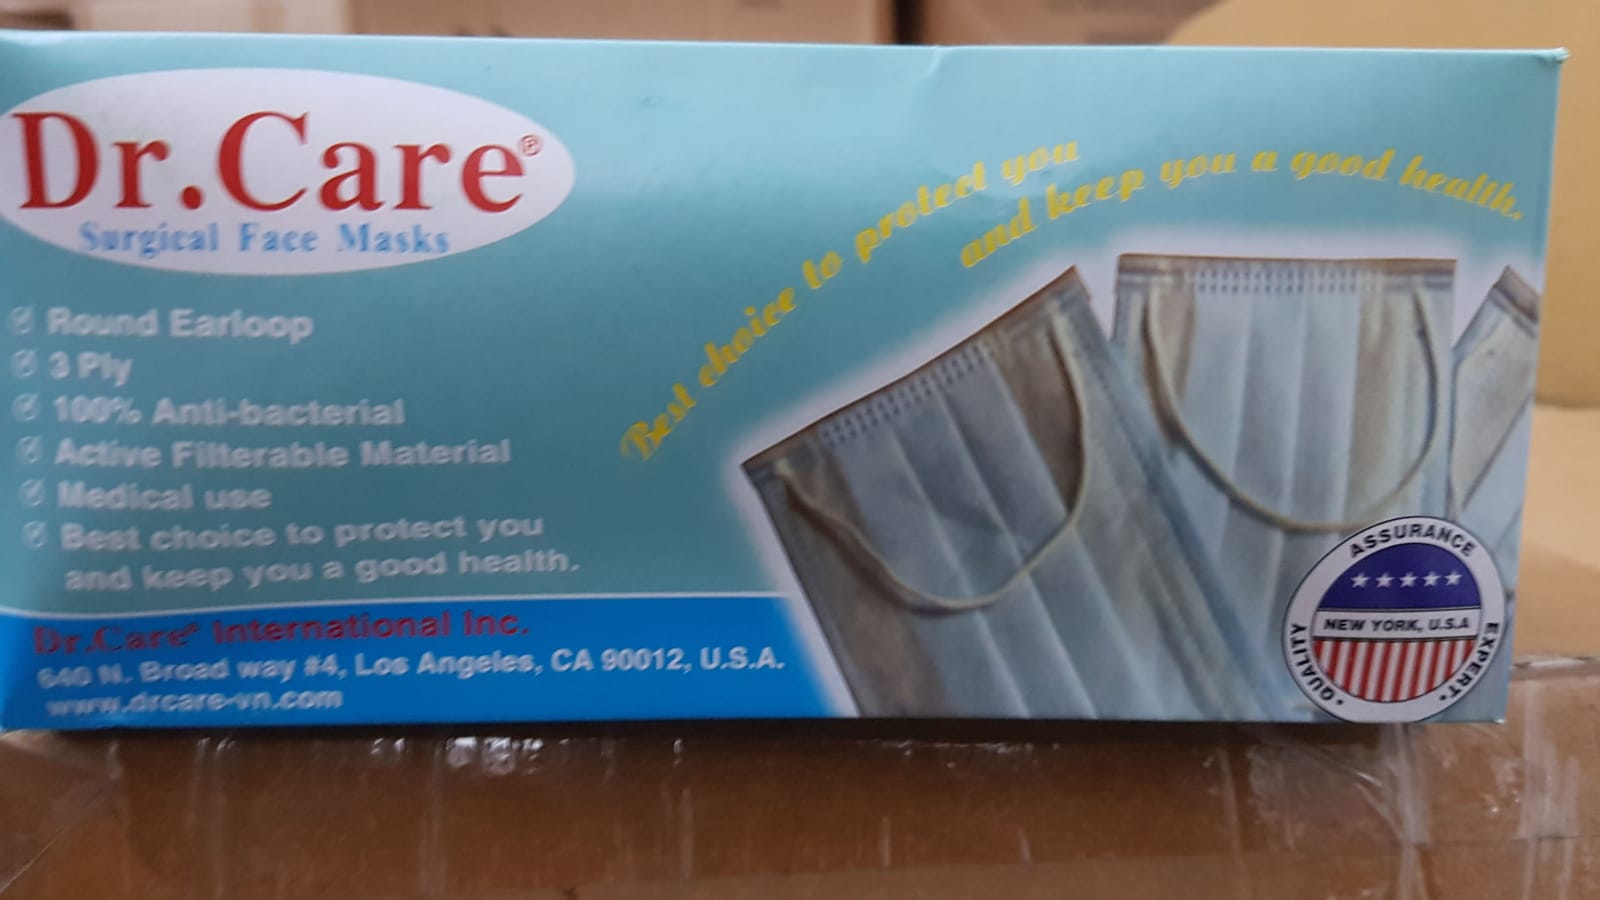 Dr.Care®
Surgical Face Masks
Best choice to protect you
and keep you a good health.
Round Earloop
3 Ply
100% Anti-bacterial
Active Filterable Material
Medical use
Best choice to protect you
and keep you a good health.
Dr.Care® International Inc.
640 N. Broad way #4, Los Angeles, CA 90012, U.S.A.
www.drcare-vn.com
ASSURANCE
NEW YORK, U.S.A
QUALITY
EXPERT